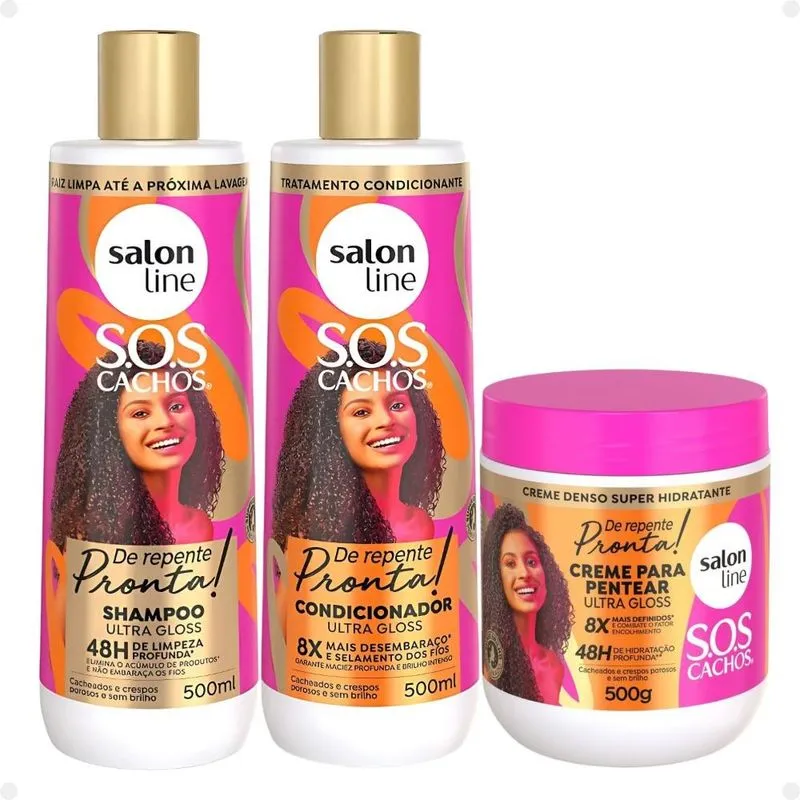 RAIZ LIMPA ATÉ A PRÓXIMA LAVAGEM
salon
line
S.O.S
CACHOS®
De repente
Pronta!
SHAMPOO
ULTRA GLOSS
48H DE LIMPEZA
PROFUNDA*
ELIMINA O ACÚMULO DE PRODUTOS*
E NÃO EMBARAÇA OS FIOS
Cacheados e crespos
porosos e sem brilho
500ml
TRATAMENTO CONDICIONANTE
salon
line
S.O.S
CACHOS®
De repente
Pronta!
CONDICIONADOR
ULTRA GLOSS
8X MAIS DESEMBARAÇO*
E SELAMENTO DOS FIOS
GARANTE MACIEZ PROFUNDA E BRILHO INTENSO
Cacheados e crespos
porosos e sem brilho
500ml
CREME DENSO SUPER HIDRATANTE
De repente
Pronta!
CREME PARA
PENTEAR
ULTRA GLOSS
8X MAIS DEFINIDOS*
E COMBATE O FATOR
ENCOLHIMENTO
48H DE HIDRATAÇÃO
PROFUNDA**
Cacheados e crespos porosos
e sem brilho
500g
salon
line
S.O.S
CACHOS®